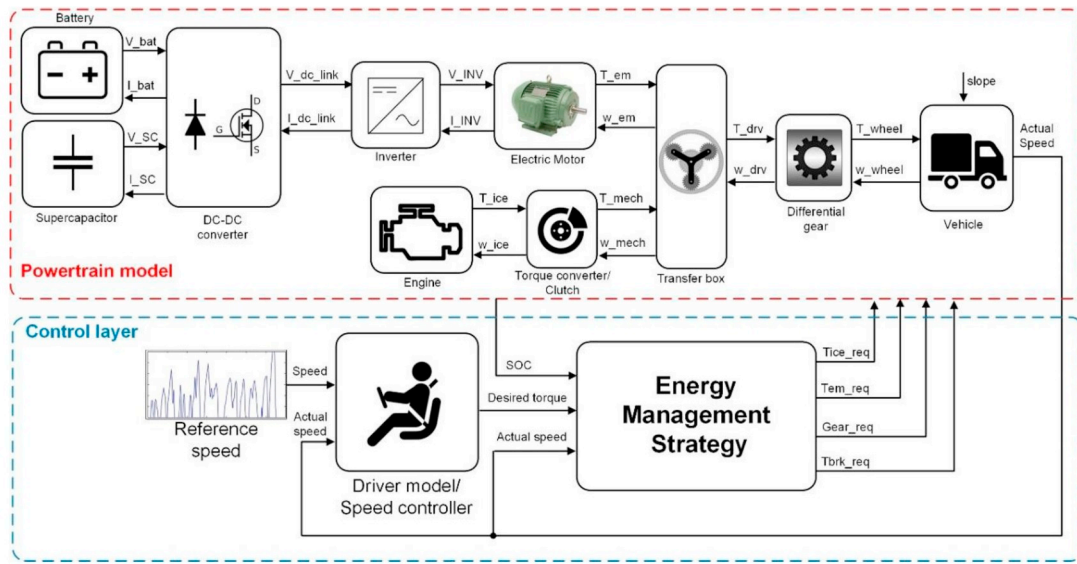 Battery
V_bat
I_bat
V_SC
I_SC
Supercapacitor
G
D
S
DC-DC
converter
V_dc_link
I_dc_link
Inverter
V_INV
I_INV
Electric Motor
T_em
w_em
Engine
T_ice
w_ice
Torque converter/
Clutch
T_mech
w_mech
Transfer box
T_drv
w_drv
Differential
gear
T_wheel
w_wheel
slope
Vehicle
Actual
Speed
Powertrain model
Control layer
Reference
speed
Speed
Actual
speed
Driver model/
Speed controller
SOC
Desired torque
Actual speed
Energy
Management
Strategy
Tice_req
Tem_req
Gear_req
Tbrk_req